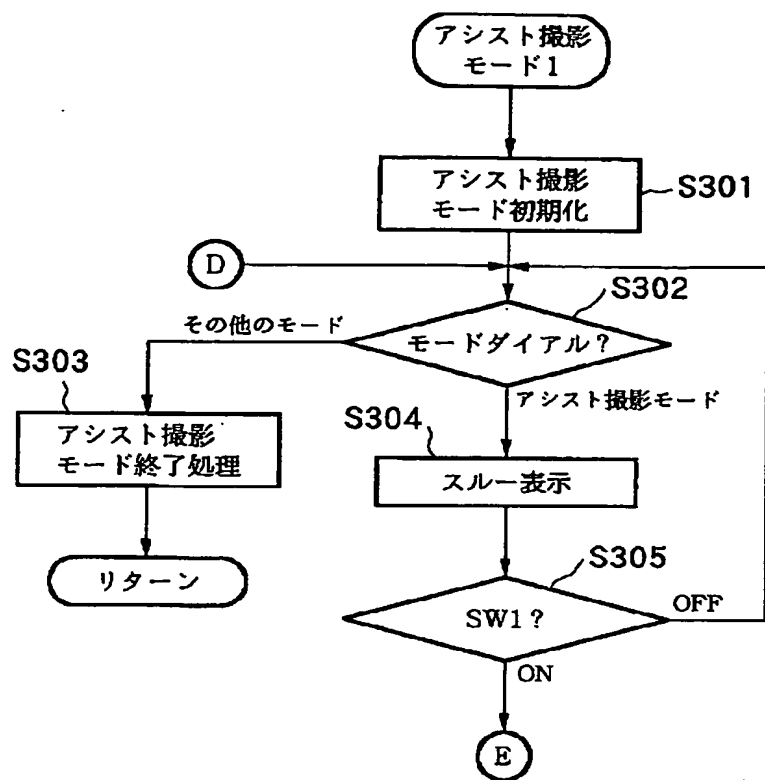 アシスト撮影
モード1
アシスト撮影
モード初期化
S301
D
S302
その他のモード
モードダイアル？
S303
アシスト撮影モード
アシスト撮影
モード終了処理
S304
スルー表示
リターン
S305
SW1？
OFF
ON
E